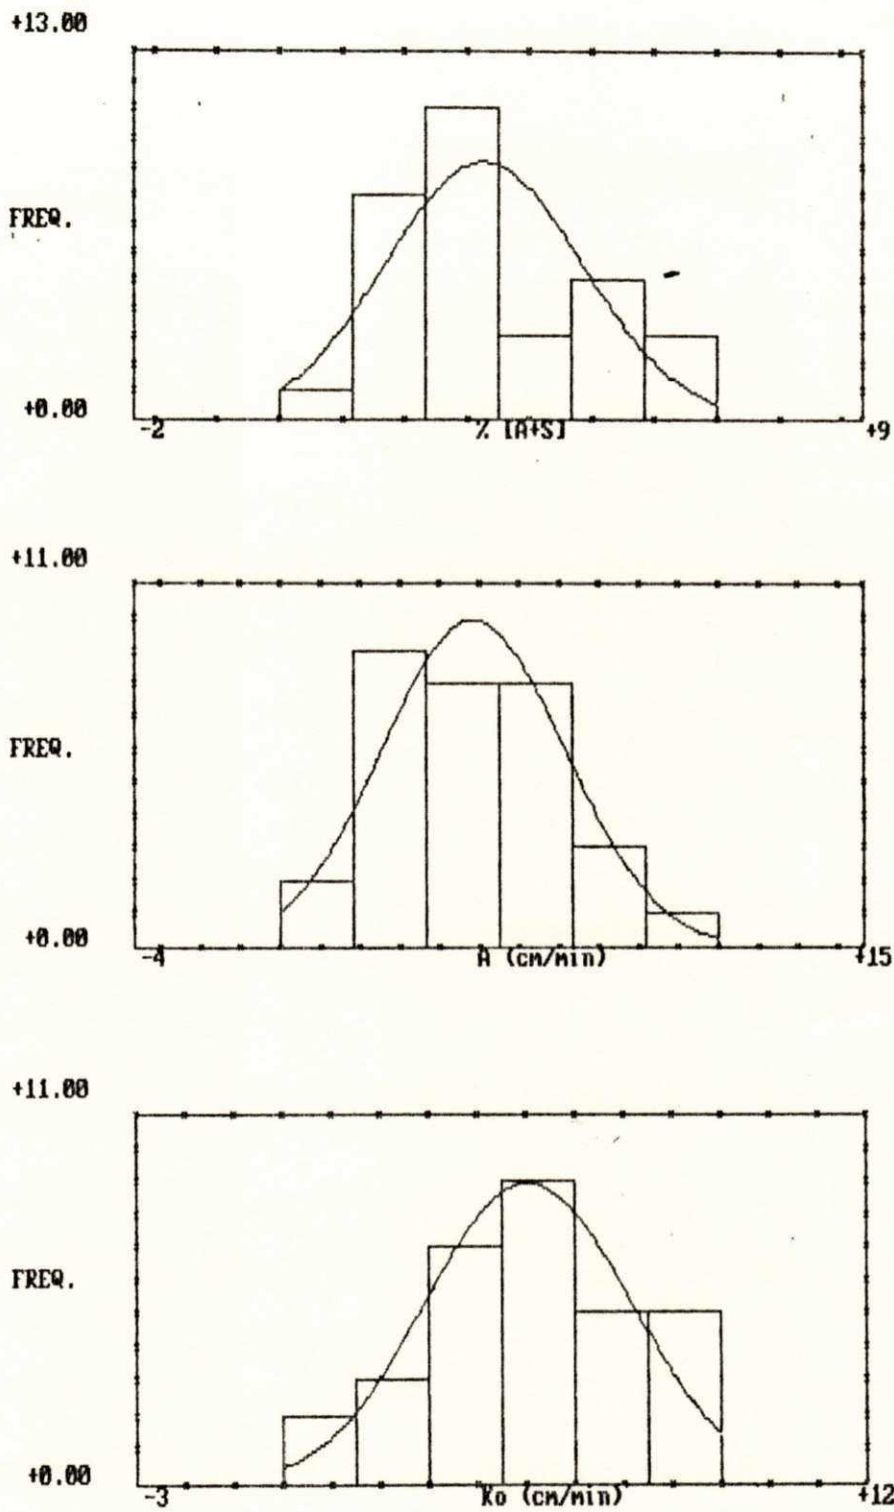 +13.00
FREQ.
+0.00
-2 % [A+S] +9
+11.00
FREQ.
+0.00
-4 A (cm/min) +15
+11.00
FREQ.
+0.00
-3 Ko (cm/min) +12